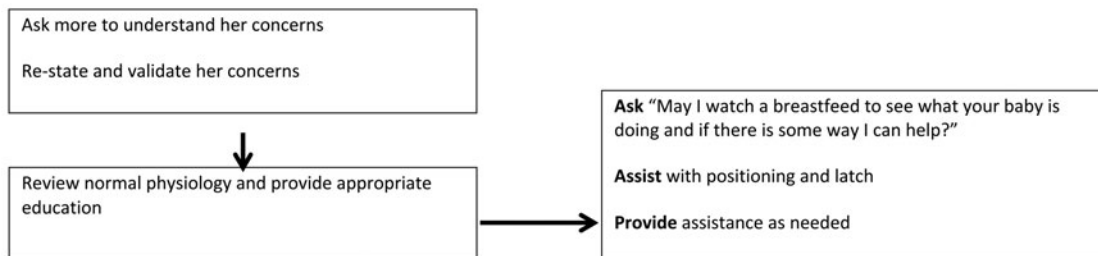 Ask more to understand her concerns
Re-state and validate her concerns
Review normal physiology and provide appropriate
education
Ask “May I watch a breastfeed to see what your baby is
doing and if there is some way I can help?”
Assist with positioning and latch
Provide assistance as needed